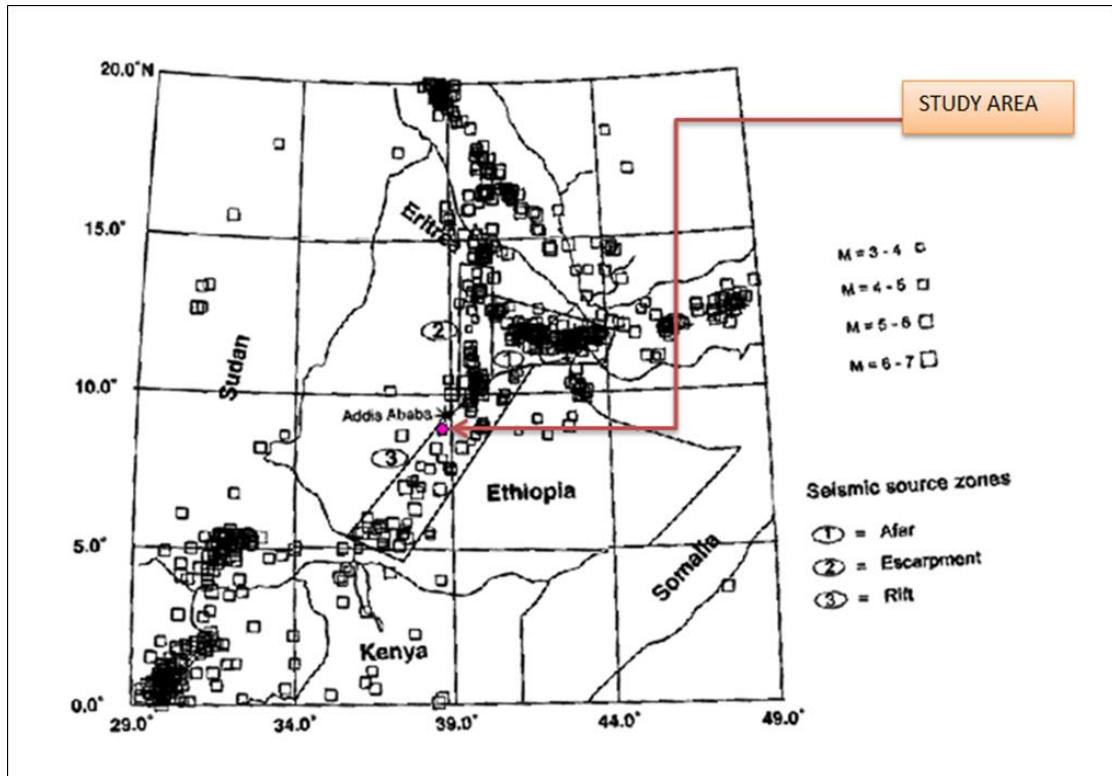 20.0°N
STUDY AREA
Eritrea
15.0°
M = 3 - 4
M = 4 - 5
M = 5 - 6
M = 6 - 7
2
1
Sudan
10.0°
Addis Ababa
3
Ethiopia
Seismic source zones
1 = Afar
2 = Escarpment
3 = Rift
5.0°
Somalia
Kenya
0.0°
29.0°
34.0°
39.0°
44.0°
49.0°